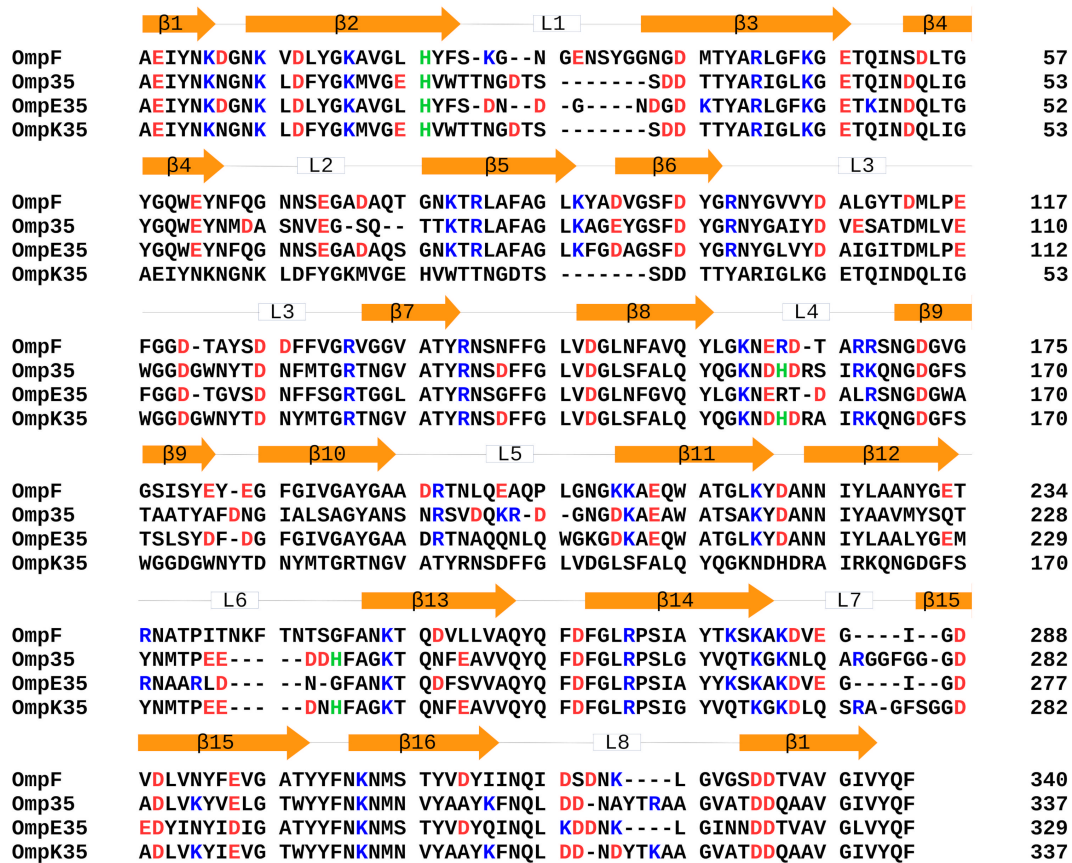 β1 β2 L1 β3 β4
OmpF AEIYNKDGNK VDLYGKAVGL HYFS-KG--N GENSYGGNGD MTYARLGFKG ETQINSDLTG 57
Omp35 AEIYNKNGNK LDFYGKMVGE HVWTTNGDTS -------SDD TTYARLGLKG ETQINDQLIG 53
OmpE35 AEIYNKDGNK LDLYGKAVGL HYFS-DN--D -G---NDGD KTYARLGFKG ETKINDQLTG 52
OmpK35 AEIYNKNGNK LDFYGKMVGE HVWTTNGDTS -------SDD TTYARIGLKG ETQINDQLIG 53
β4 L2 β5 β6 L3
OmpF YGQWEYNFQG NNSEGADAQT GNKTRLAFAG LKYADVGSFD YGRNYGVVYD ALGYTDMLPE 117
Omp35 YGQWEYNMDA SNVEG-SQ-- TTKTRLAFAG LKAGEYGSFD YGRNYGAIYD VESATDMLVE 110
OmpE35 YGQWEYNFQG NNSEGADAQS GNKTRLAFAG LKFGDAGSFD YGRNYGLVYD AIGITDMLPE 112
OmpK35 AEIYNKNGNK LDFYGKMVGE HVWTTNGDTS -------SDD TTYARIGLKG ETQINDQLIG 53
L3 β7 β8 L4 β9
OmpF FGGD-TAYSD DFFVGRVGGV ATYRNSNFFG LVDGLNFAVQ YLGKNERD-T ARRSNGDGVG 175
Omp35 WGGDGWNYTD NFMTGRTNGV ATYRNSDFFG LVDGLSFALQ YQGKNDHDRS IRKQNGDGFS 170
OmpE35 FGGD-TGVSD NFFSGRTGGL ATYRNSGFFG LVDGLNFGVQ YLGKNERT-D ALRSNGDGWA 170
OmpK35 WGGDGWNYTD NYMTGRTNGV ATYRNSDFFG LVDGLSFALQ YQGKNDHDRA IRKQNGDGFS 170
β9 β10 L5 β11 β12
OmpF GSISYEY-EG FGIVGAYGAA DRTNLQEAQP LGNGKKAEQW ATGLKYDANN IYLAANYGET 234
Omp35 TAATYAFDNG IALSAGYANS NRSVDQKR-D -GNGDKAEAW ATSAKYDANN IYAAVMYSQT 228
OmpE35 TSLSYDF-DG FGIVGAYGAA DRTNAQQNLQ WGKGDKAEQW ATGLKYDANN IYLAALYGEM 229
OmpK35 WGGDGWNYTD NYMTGRTNGV ATYRNSDFFG LVDGLSFALQ YQGKNDHDRA IRKQNGDGFS 170
L6 β13 β14 L7 β15
OmpF RNATPITNKF TNTSGFANKT QDVLLVAQYQ FDFGLRPSIA YTKSKAKDVE G----I--GD 288
Omp35 YNMTPEE--- --DDHFAGKT QNFEAVVQYQ FDFGLRPSLG YVQTKGKNLQ ARGGFGG-GD 282
OmpE35 RNAARLD--- --N-GFANKT QDFSVVAQYQ FDFGLRPSIA YYKSKAKDVE G----I--GD 277
OmpK35 YNMTPEE--- --DNHFAGKT QNFEAVVQYQ FDFGLRPSIG YVQTKGKDLQ SRA-GFSGGD 282
β15 β16 L8 β1
OmpF VDLVNYFEVG ATYYFNKNMS TYVDYIINQI DSDNK----L GVGSDDTVAV GIVYQF 340
Omp35 ADLVKYVELG TWYYFNKNMN VYAAYKFNQL DD-NAYTRAA GVATDDQAAV GIVYQF 337
OmpE35 EDYINYIDIG ATYYFNKNMS TYVDYQINQL KDDNK----L GINNDDTVAV GLVYQF 329
OmpK35 ADLVKYIEVG TWYYFNKNMN VYAAYKFNQL DD-NDYTKAA GVATDDQAAV GIVYQF 337